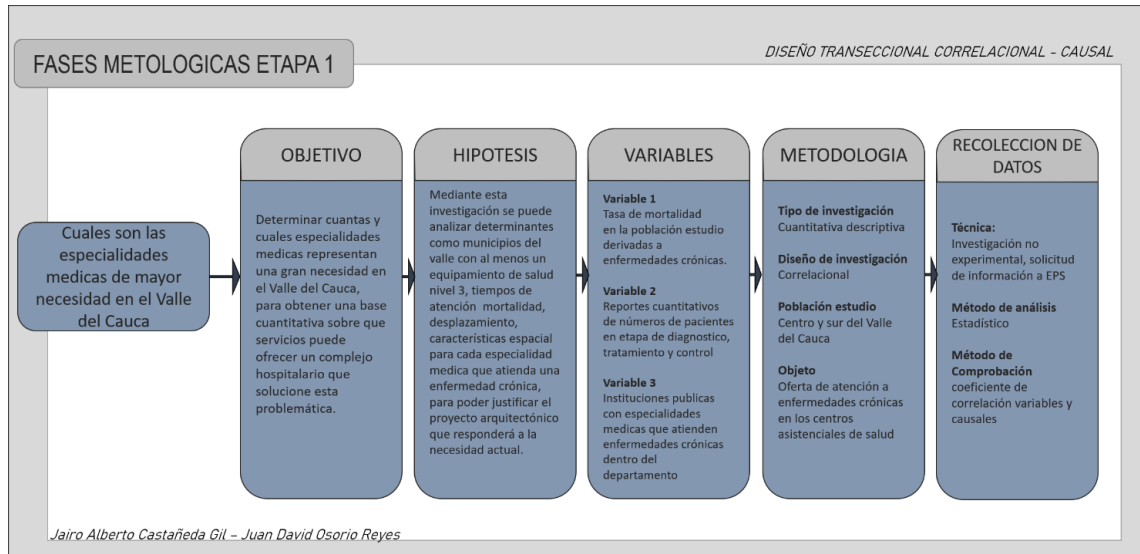 DISEÑO TRANSECCIONAL CORRELACIONAL – CAUSAL
FASES METOLOGICAS ETAPA 1
Cuales son las
especialidades
medicas de mayor
necesidad en el Valle
del Cauca
OBJETIVO
Determinar cuantas y
cuales especialidades
medicas representan
una gran necesidad en
el Valle del Cauca,
para obtener una base
cuantitativa sobre que
servicios puede
ofrecer un complejo
hospitalario que
solucione esta
problemática.
HIPOTESIS
Mediante esta
investigación se puede
analizar determinantes
como municipios del
valle con al menos un
equipamiento de salud
nivel 3, tiempos de
atención mortalidad,
desplazamiento,
características espacial
para cada especialidad
medica que atienda una
enfermedad crónica,
para poder justificar el
proyecto arquitectónico
que responderá a la
necesidad actual.
VARIABLES
Variable 1
Tasa de mortalidad
en la población estudio
derivadas a
enfermedades crónicas.
Variable 2
Reportes cuantitativos
de números de pacientes
en etapa de diagnostico,
tratamiento y control
Variable 3
Instituciones publicas
con especialidades
medicas que atienden
enfermedades crónicas
dentro del
departamento
METODOLOGIA
Tipo de investigación
Cuantitativa descriptiva
Diseño de investigación
Correlacional
Población estudio
Centro y sur del Valle
del Cauca
Objeto
Oferta de atención a
enfermedades crónicas
en los centros
asistenciales de salud
RECOLECCION DE
DATOS
Técnica:
Investigación no
experimental, solicitud
de información a EPS
Método de análisis
Estadístico
Método de
Comprobación
coeficiente de
correlación variables y
causales
Jairo Alberto Castañeda Gil – Juan David Osorio Reyes